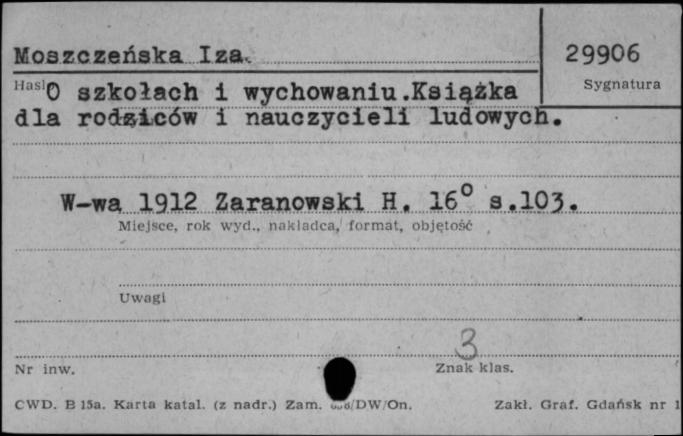 Moszczeńska Iza.
29906
Hasło
Sygnatura
O szkołach i wychowaniu.Książka
dla rodziców i nauczycieli ludowych.
W-wa 1912 Zaranowski H. 16° s.103.
Miejsce, rok wyd., nakładca, format, objętość
Uwagi
3
Nr inw.
Znak klas.
CWD. B 15a. Karta katal. (z nadr.) Zam. /DW/On.
Zakł. Graf. Gdańsk nr 1